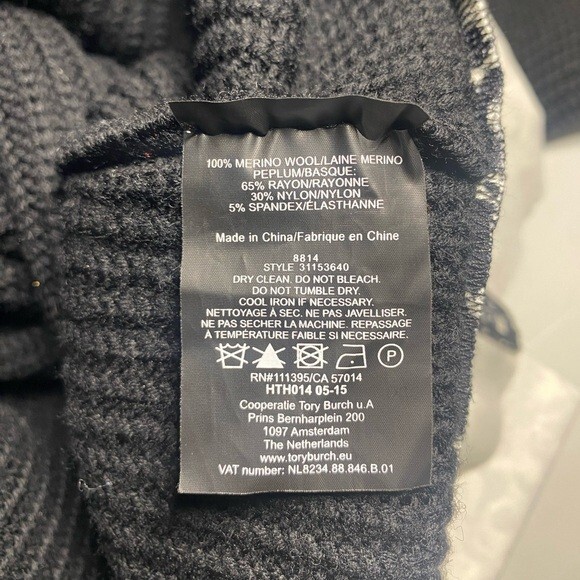 100% MERINO WOOL/LAINE MERINO
PEPLUM/BASQUE:
65% RAYON/RAYONNE
30% NYLON/NYLON
5% SPANDEX/ÉLASTHANNE
Made in China/Fabrique en Chine
8814
STYLE 31153640
DRY CLEAN. DO NOT BLEACH.
DO NOT TUMBLE DRY.
COOL IRON IF NECESSARY.
NETTOYAGE À SEC. NE PAS JAVELLISER.
NE PAS SECHER LA MACHINE. REPASSAGE
À TEMPÉRATURE FAIBLE SI NÉCESSAIRE.
P
RN#111395/CA 57014
HTH014 05-15
Cooperatie Tory Burch u.A
Prins Bernharplein 200
1097 Amsterdam
The Netherlands
www.toryburch.eu
VAT number: NL8234.88.846.B.01